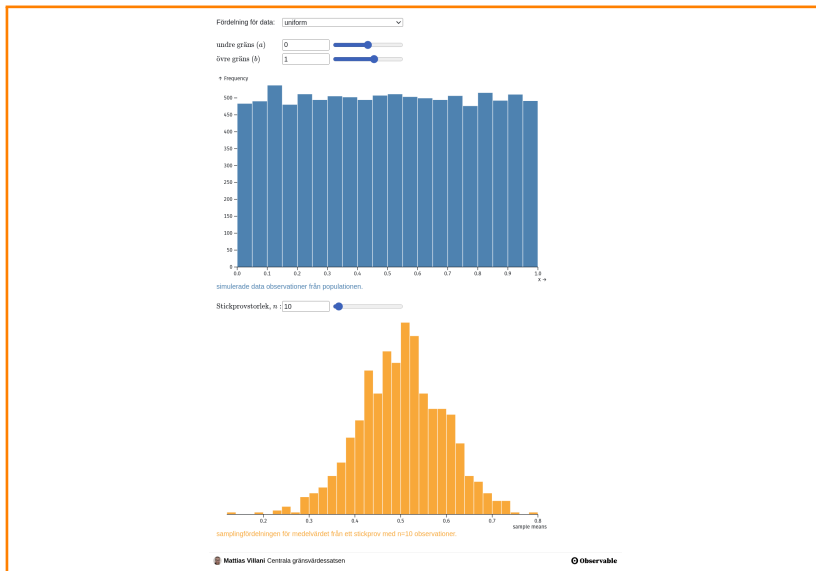 Fördelning för data: uniform
undre gräns (a) 0
övre gräns (b) 1
↑ Frequency
500
450
400
350
300
250
200
150
100
50
0
0.0 0.1 0.2 0.3 0.4 0.5 0.6 0.7 0.8 0.9 1.0
x →
simulerade data observationer från populationen.
Stickprovstorlek, n : 10
0.2 0.3 0.4 0.5 0.6 0.7 0.8
sample means
samplingfördelningen för medelvärdet från ett stickprov med n=10 observationer.
Mattias Villani Centrala gränsvärdessatsen Observable